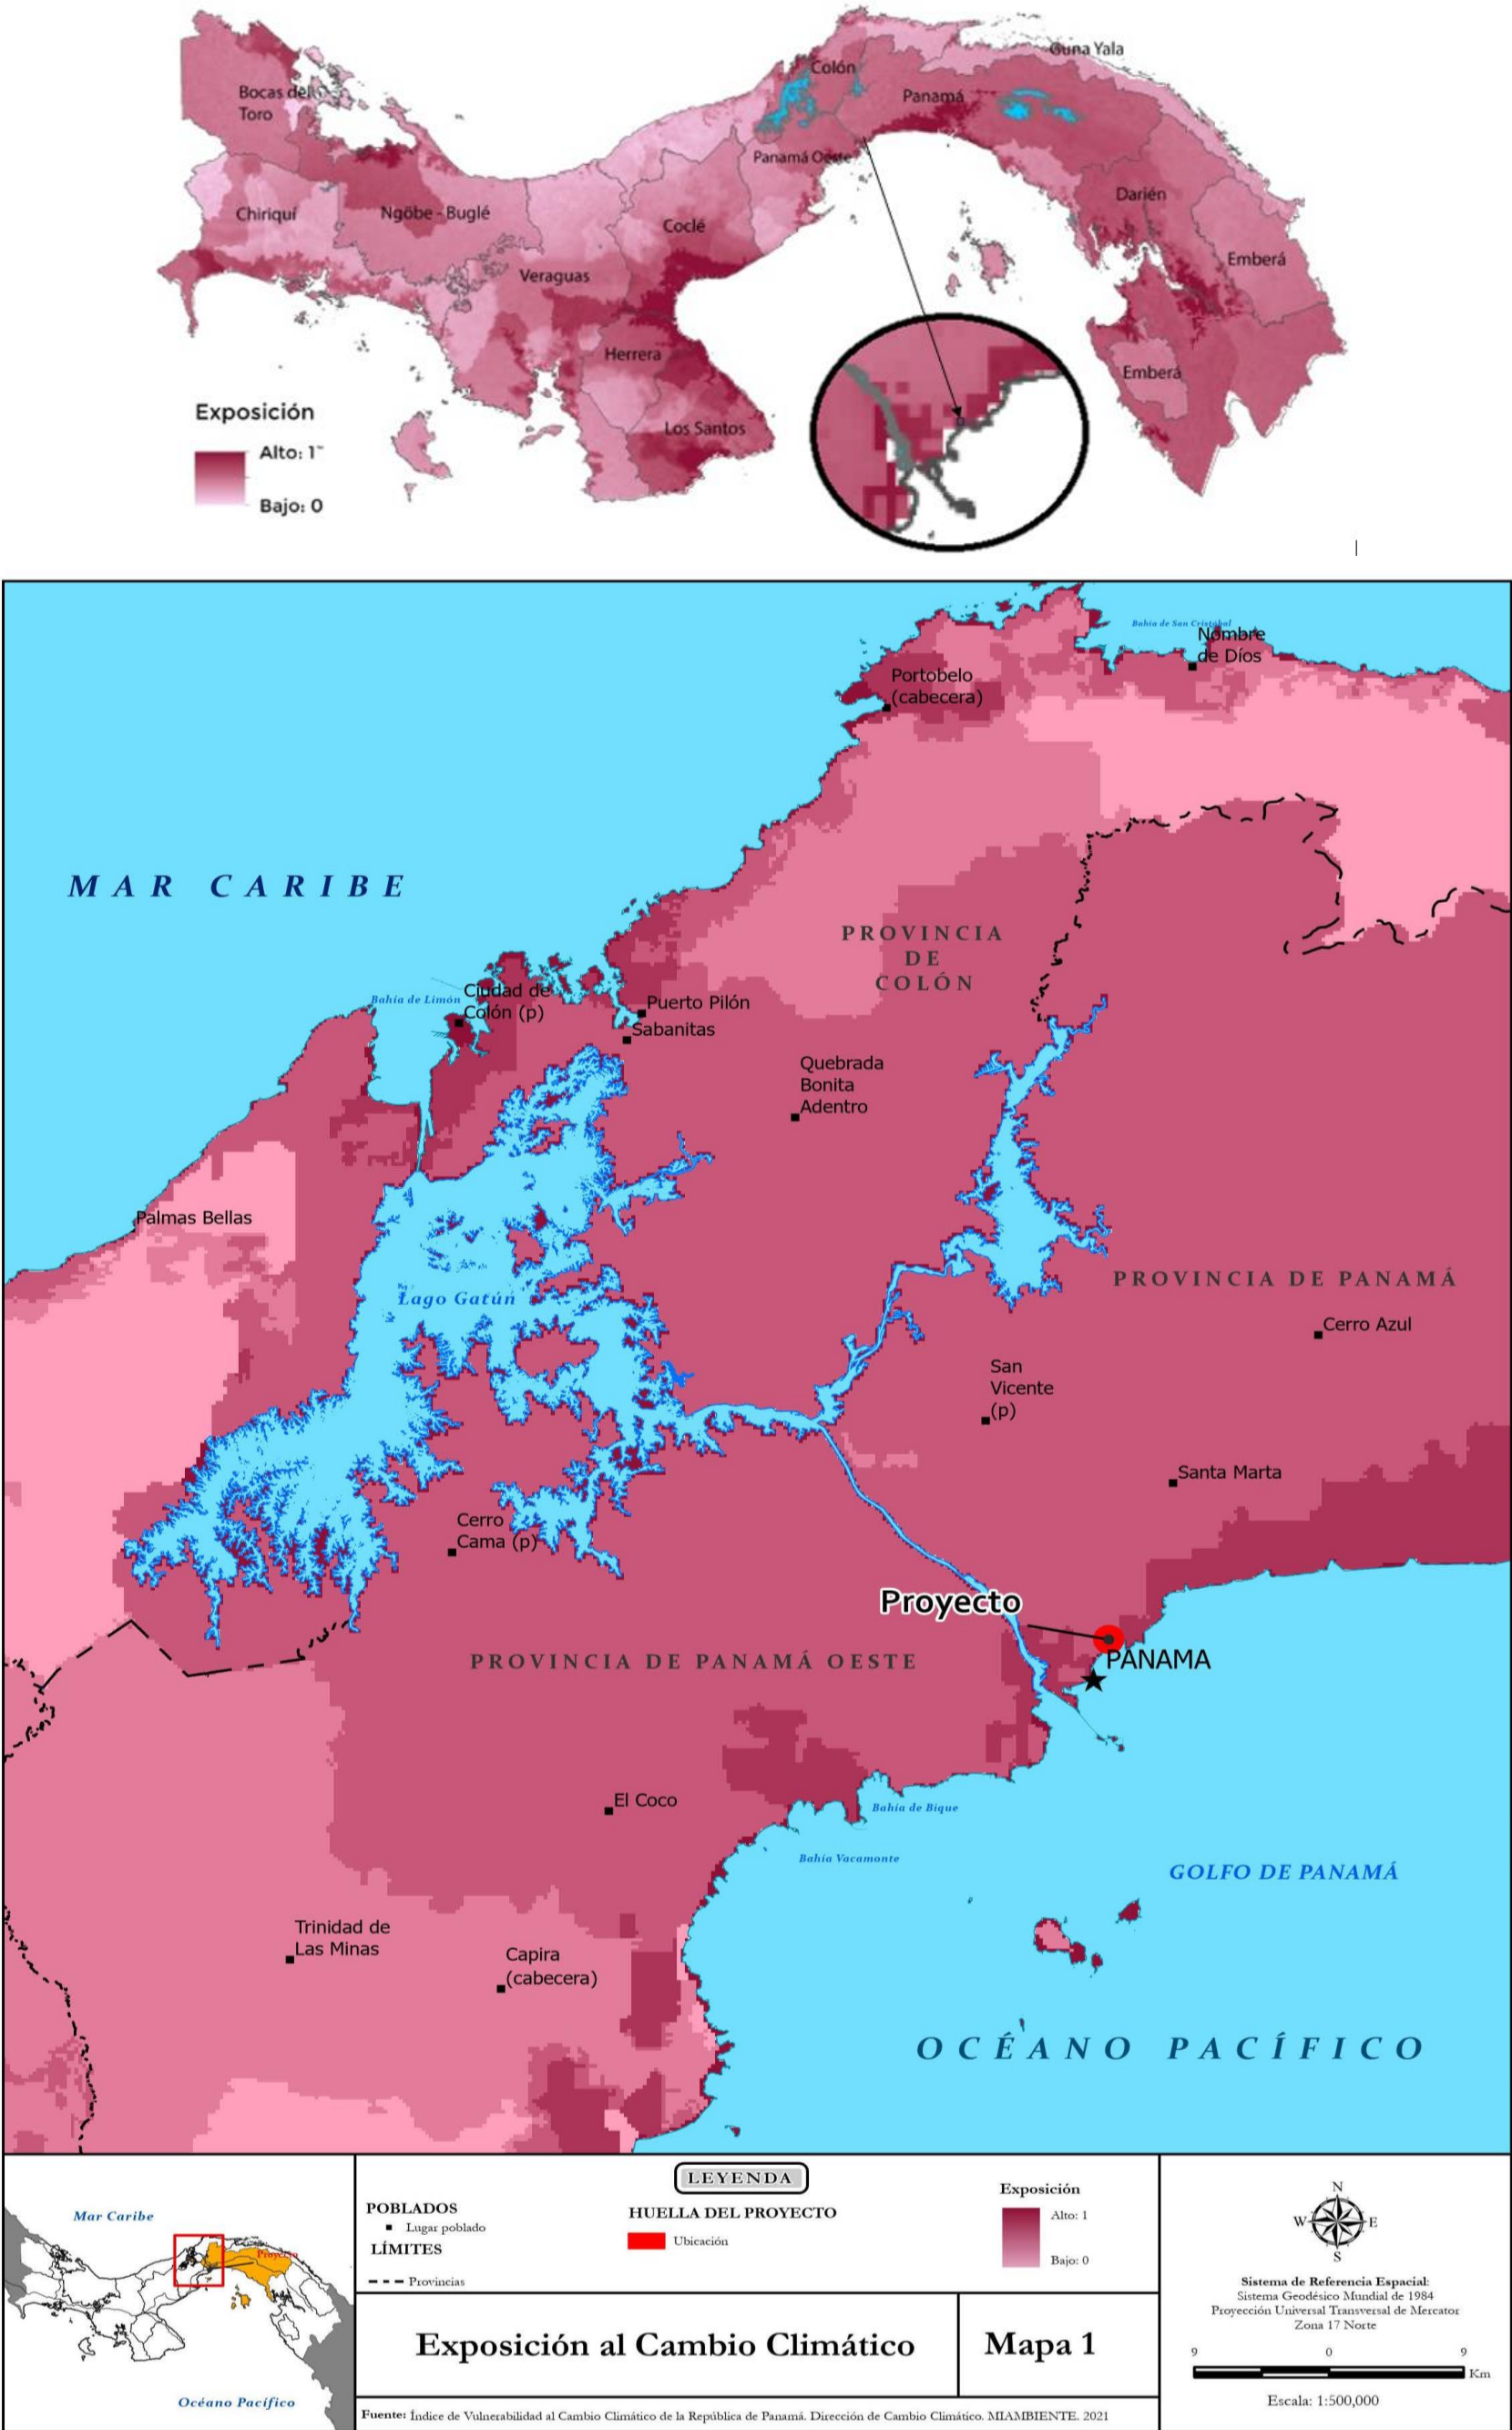 Guna Yala
Colón
Bocas del
Toro
Panamá
Panamá Oeste
Darién
Chiriquí
Ngöbe - Buglé
Coclé
Emberá
Veraguas
Herrera
Emberá
Los Santos
Exposición
Alto: 1
Bajo: 0
Bahía de San Cristóbal
Nombre
de Díos
Portobelo
(cabecera)
MAR CARIBE
PROVINCIA
DE
COLÓN
Bahía de Limón
Ciudad de
Colón (p)
Puerto Pilón
Sabanitas
Quebrada
Bonita
Adentro
Palmas Bellas
Lago Gatún
PROVINCIA DE PANAMÁ
Cerro Azul
San
Vicente
(p)
Santa Marta
Cerro
Cama (p)
Proyecto
PANAMA
PROVINCIA DE PANAMÁ OESTE
El Coco
Bahía de Bique
Bahía Vacamonte
GOLFO DE PANAMÁ
Trinidad de
Las Minas
Capira
(cabecera)
OCÉANO PACÍFICO
Mar Caribe
Proyecto
Océano Pacífico
LEYENDA
POBLADOS
Lugar poblado
LÍMITES
Provincias
HUELLA DEL PROYECTO
Ubicación
Exposición
Alto: 1
Bajo: 0
Exposición al Cambio Climático
Mapa 1
Fuente: Índice de Vulnerabilidad al Cambio Climático de la República de Panamá. Dirección de Cambio Climático. MIAMBIENTE. 2021
N
W E
S
Sistema de Referencia Espacial:
Sistema Geodésico Mundial de 1984
Proyección Universal Transversal de Mercator
Zona 17 Norte
9 0 9
Km
Escala: 1:500,000